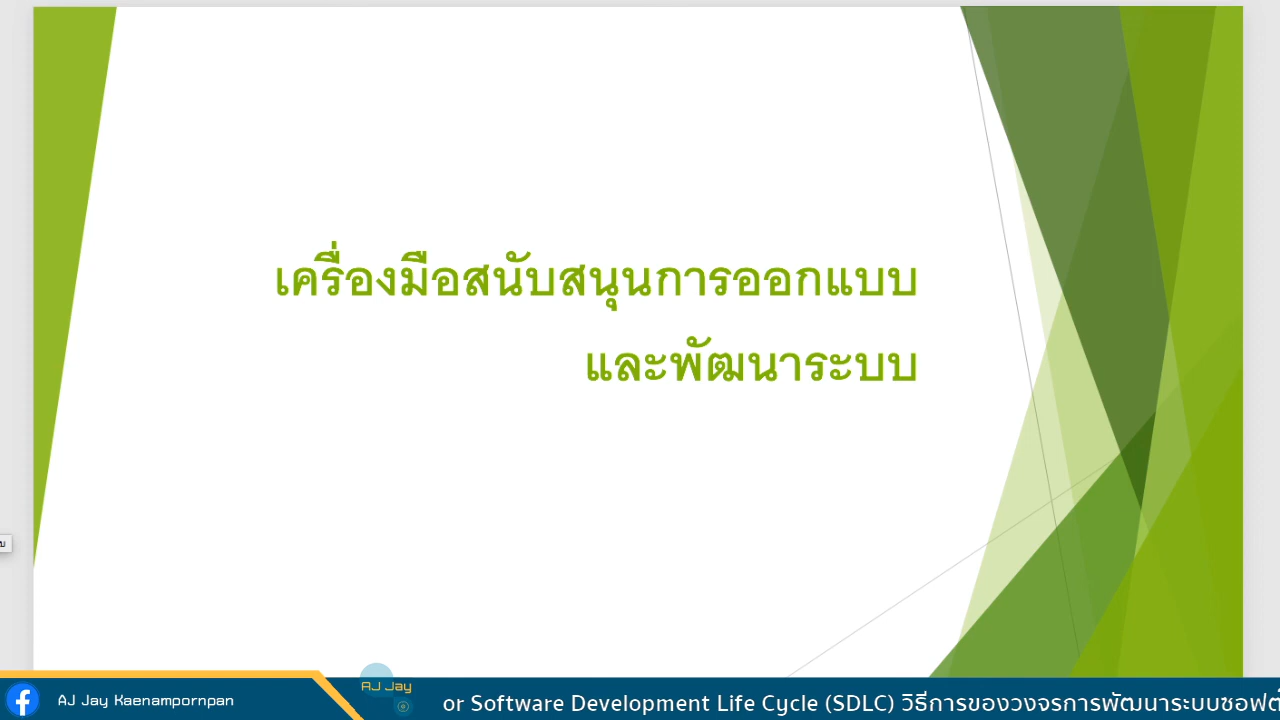 เครื่องมือสนับสนุนการออกแบบ
และพัฒนาระบบ
AJ Jay Kaenampornpan
AJ Jay
or Software Development Life Cycle (SDLC) วิธีการของวงจรการพัฒนาระบบซอฟต์